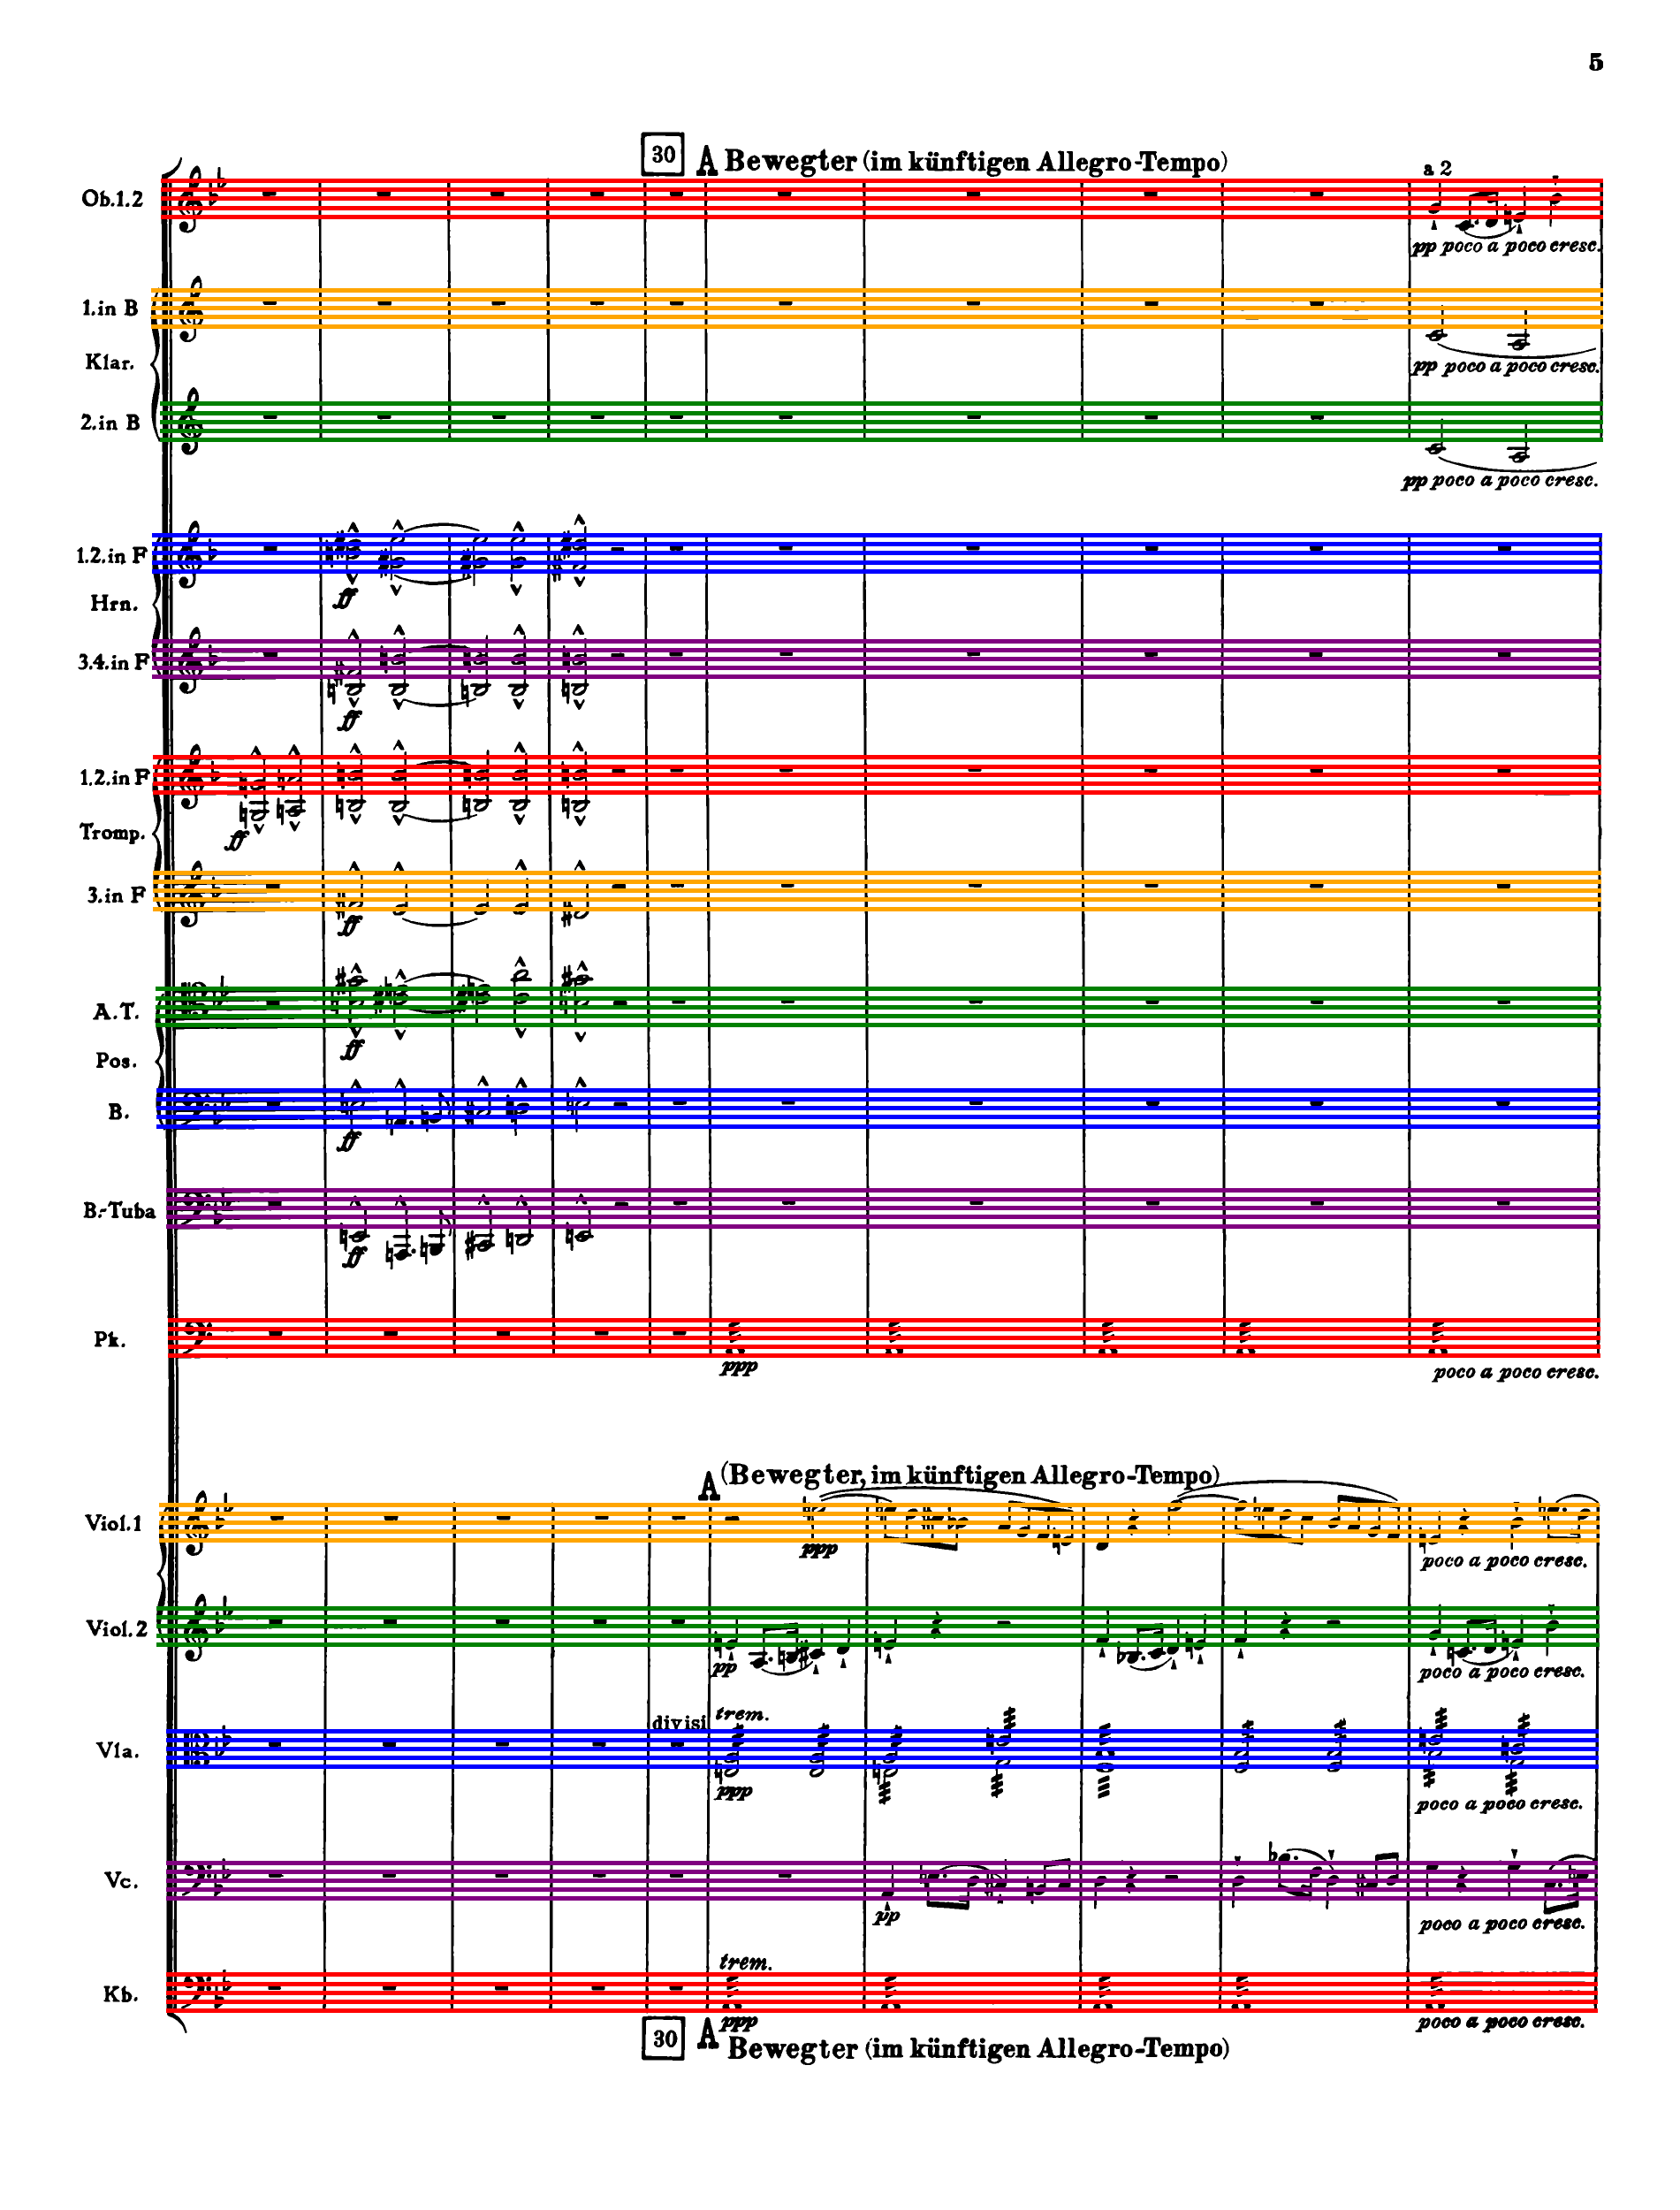 5
30 A Bewegter (im künftigen Allegro-Tempo)
a 2
Ob.1.2
pp poco a poco cresc.
1.in B
Klar.
pp poco a poco cresc.
2.in B
pp poco a poco cresc.
1.2.in F
ff
Hrn.
3.4.in F
ff
1.2.in F
ff
Tromp.
3.in F
ff
A.T.
ff
Pos.
B.
ff
B.-Tuba
ff
Pk.
ppp
poco a poco cresc.
A (Bewegter, im künftigen Allegro-Tempo)
Viol.1
ppp
poco a poco cresc.
Viol.2
pp
poco a poco cresc.
divisi trem.
Vla.
ppp
poco a poco cresc.
Vc.
pp
poco a poco cresc.
trem.
Kb.
ppp
poco a poco cresc.
30 A Bewegter (im künftigen Allegro-Tempo)